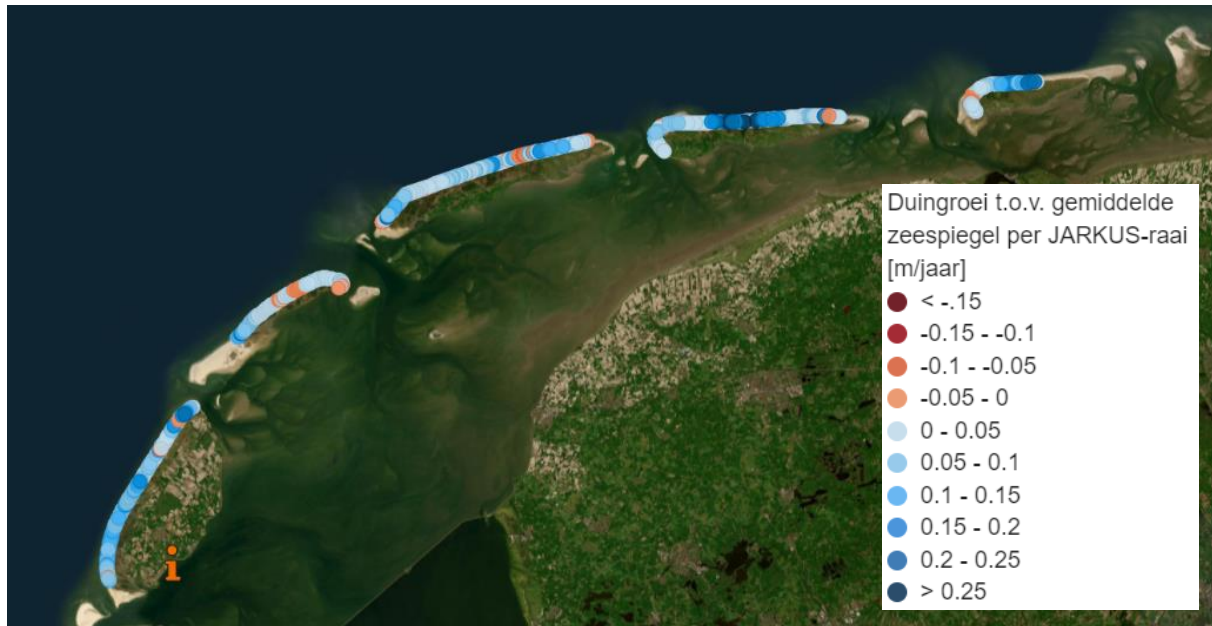 Duingroei t.o.v. gemiddelde
zeespiegel per JARKUS-raai
[m/jaar]
< -.15
-0.15 - -0.1
-0.1 - -0.05
-0.05 - 0
0 - 0.05
0.05 - 0.1
0.1 - 0.15
0.15 - 0.2
0.2 - 0.25
> 0.25
i